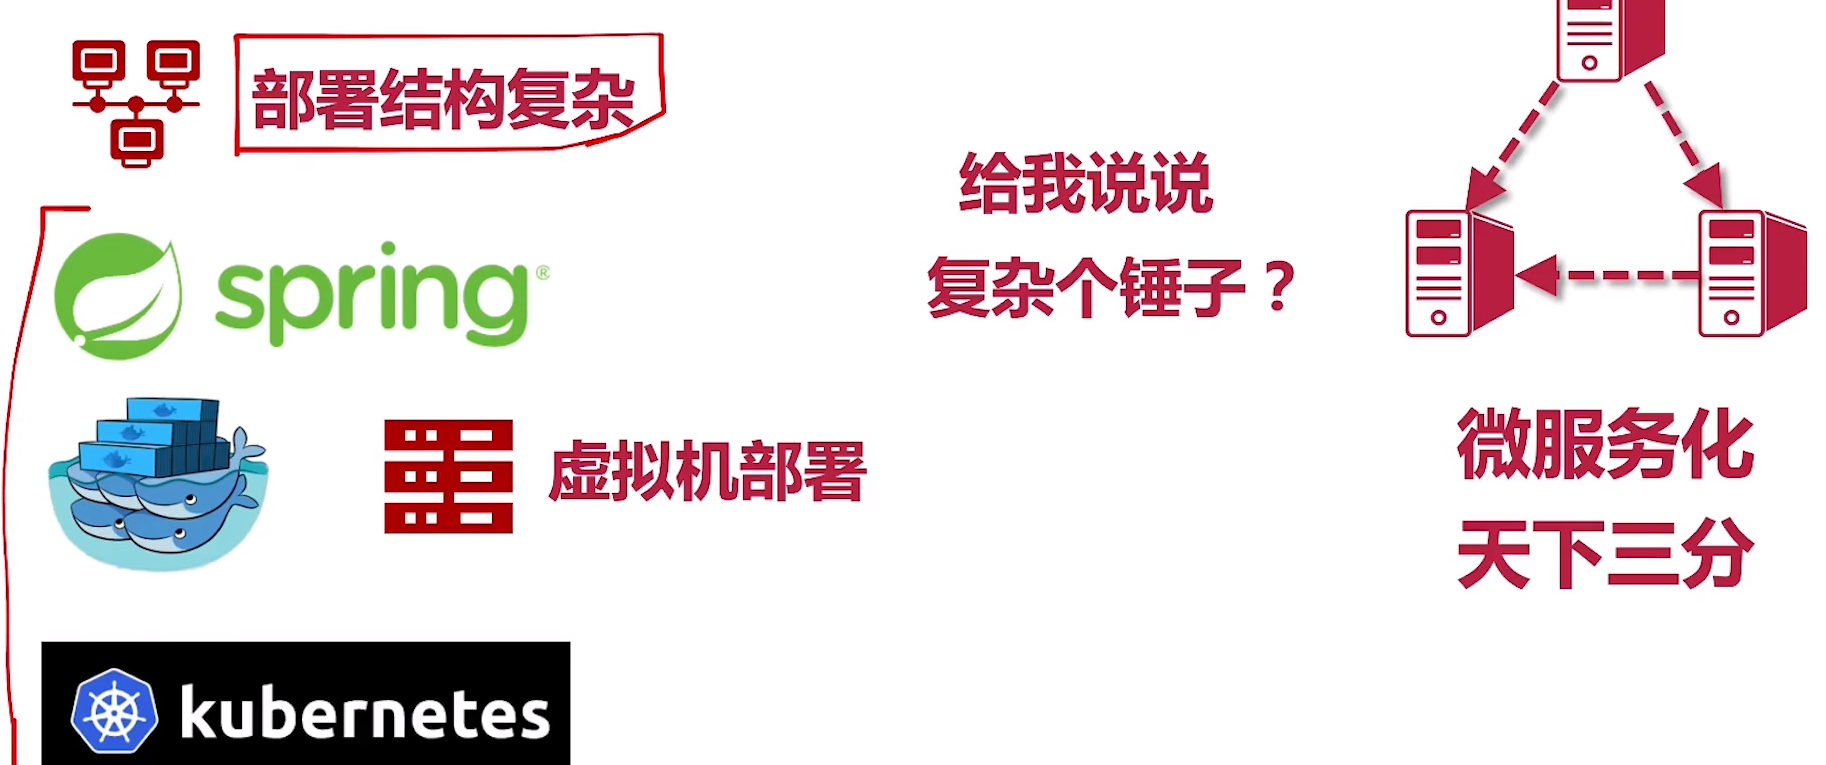 部署结构复杂
给我说说
复杂个锤子？
spring®
虚拟机部署
微服务化
天下三分
kubernetes